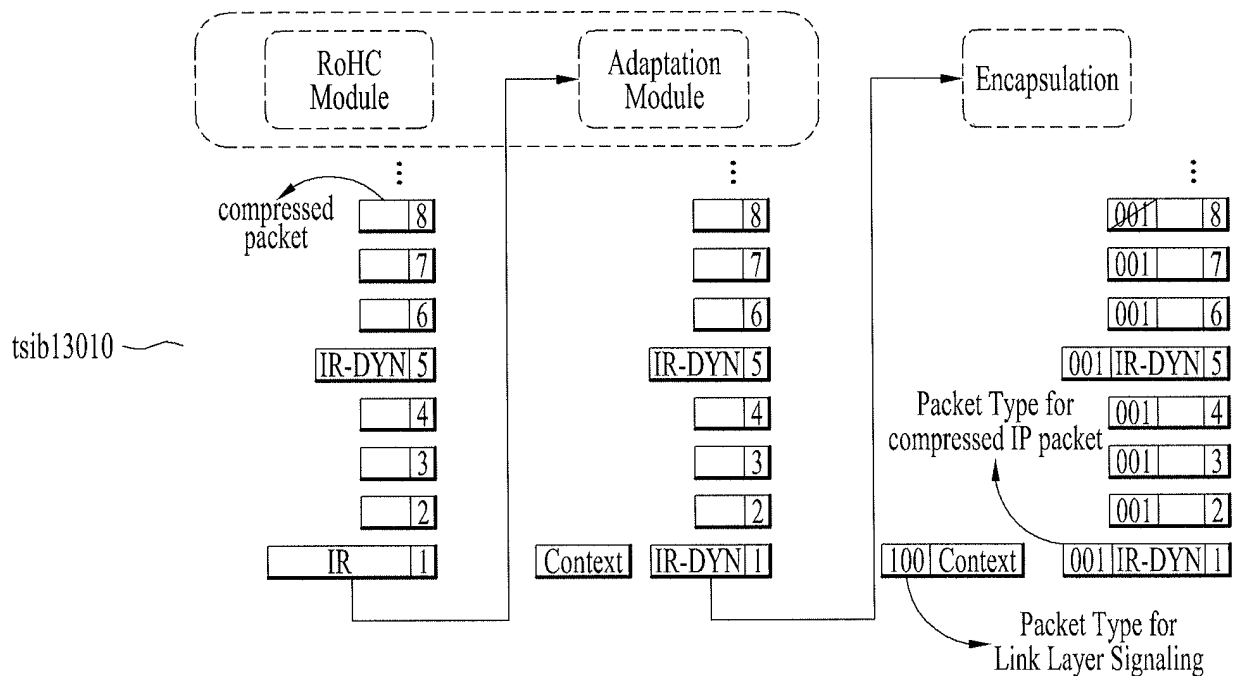 RoHC
Module
Adaptation
Module
Encapsulation
compressed
packet
8
8
001 8
7
7
001 7
6
6
001 6
tsib13010
IR-DYN 5
IR-DYN 5
001 IR-DYN 5
Packet Type for
compressed IP packet
4
4
001 4
3
3
001 3
2
2
001 2
IR 1
Context
IR-DYN 1
100 Context
001 IR-DYN 1
Packet Type for
Link Layer Signaling